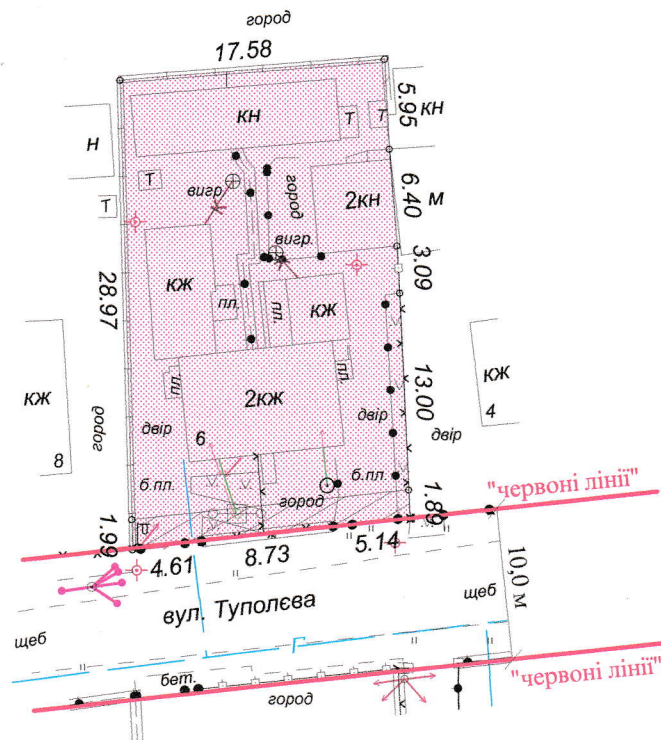 город
17.58
кн
Т
Т
5.95
КН
Н
Т
Т
вигр.
город
2кн
6.40
М
вигр.
3.09
28.97
кж
пл.
пл.
кж
кж
8
город
пл.
2кж
пл.
13.00
кж
4
двір
6
двір
двір
б.пл.
б.пл.
город
1.89
"червоні лінії"
1.99
П
4.61
8.73
5.14
10,0 м
вул. Туполєва
щеб
щеб
Г
бет.
город
"червоні лінії"